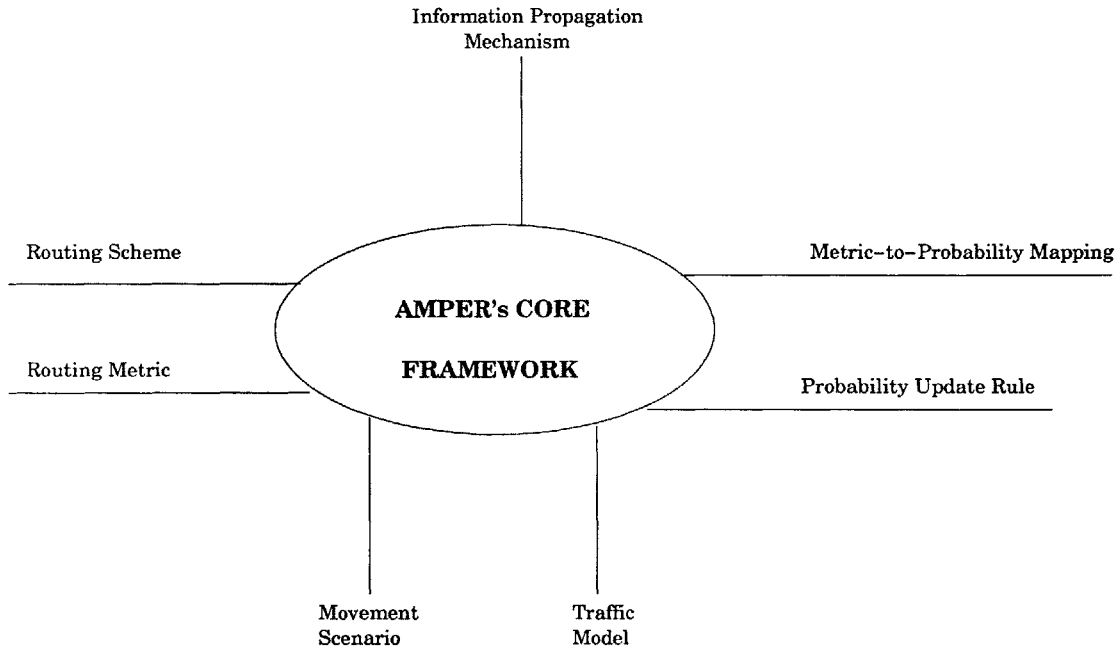 Information Propagation
Mechanism
Routing Scheme
Metric-to-Probability Mapping
AMPER's CORE
FRAMEWORK
Routing Metric
Probability Update Rule
Movement
Scenario
Traffic
Model